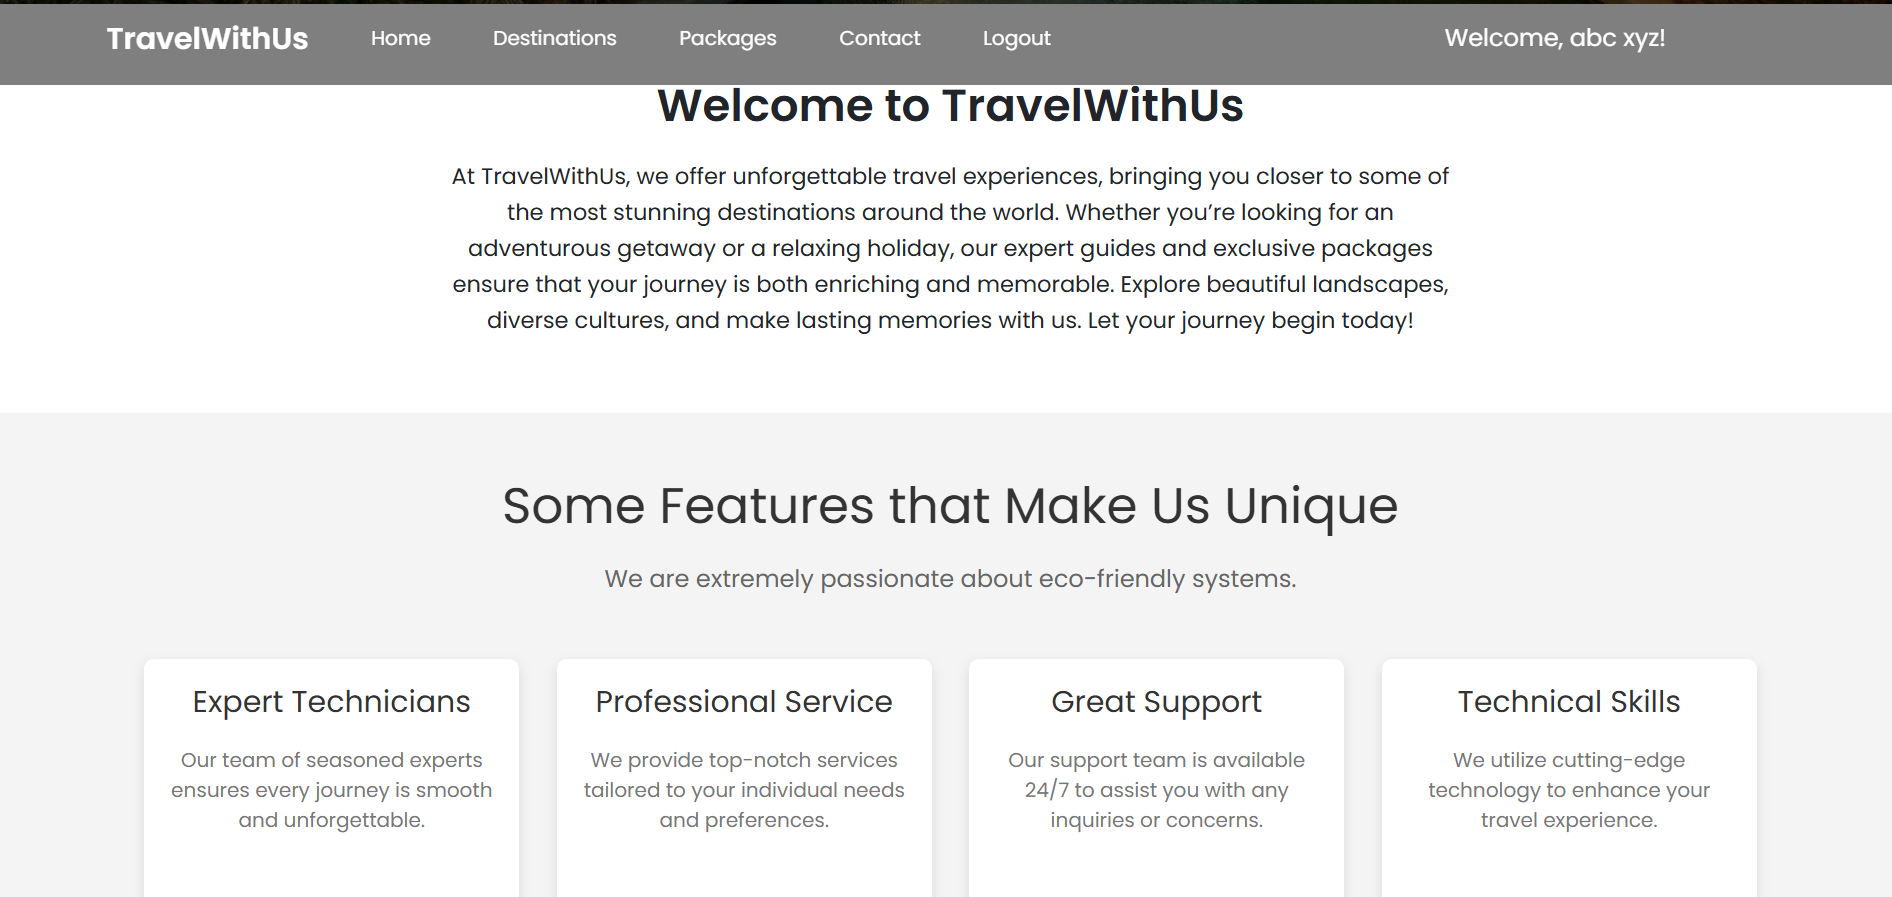 TravelWithUs Home Destinations Packages Contact Logout Welcome, abc xyz!
Welcome to TravelWithUs
At TravelWithUs, we offer unforgettable travel experiences, bringing you closer to some of
the most stunning destinations around the world. Whether you’re looking for an
adventurous getaway or a relaxing holiday, our expert guides and exclusive packages
ensure that your journey is both enriching and memorable. Explore beautiful landscapes,
diverse cultures, and make lasting memories with us. Let your journey begin today!
Some Features that Make Us Unique
We are extremely passionate about eco-friendly systems.
Expert Technicians
Our team of seasoned experts
ensures every journey is smooth
and unforgettable.
Professional Service
We provide top-notch services
tailored to your individual needs
and preferences.
Great Support
Our support team is available
24/7 to assist you with any
inquiries or concerns.
Technical Skills
We utilize cutting-edge
technology to enhance your
travel experience.